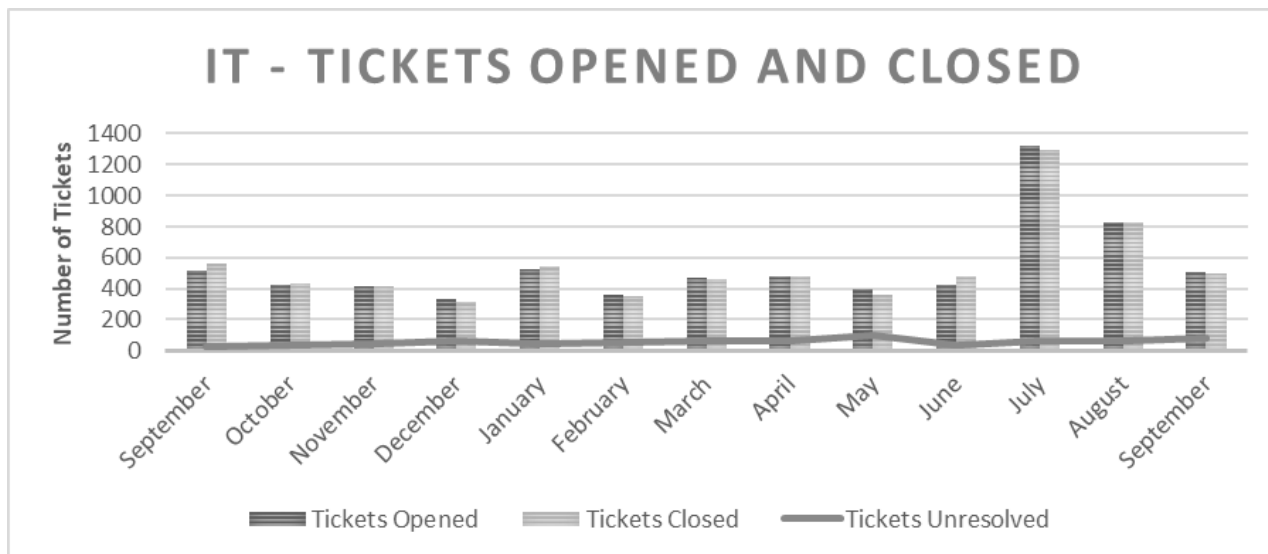 IT - TICKETS OPENED AND CLOSED
Number of Tickets
1400
1200
1000
800
600
400
200
0
September
October
November
December
January
February
March
April
May
June
July
August
September
Tickets Opened
Tickets Closed
Tickets Unresolved